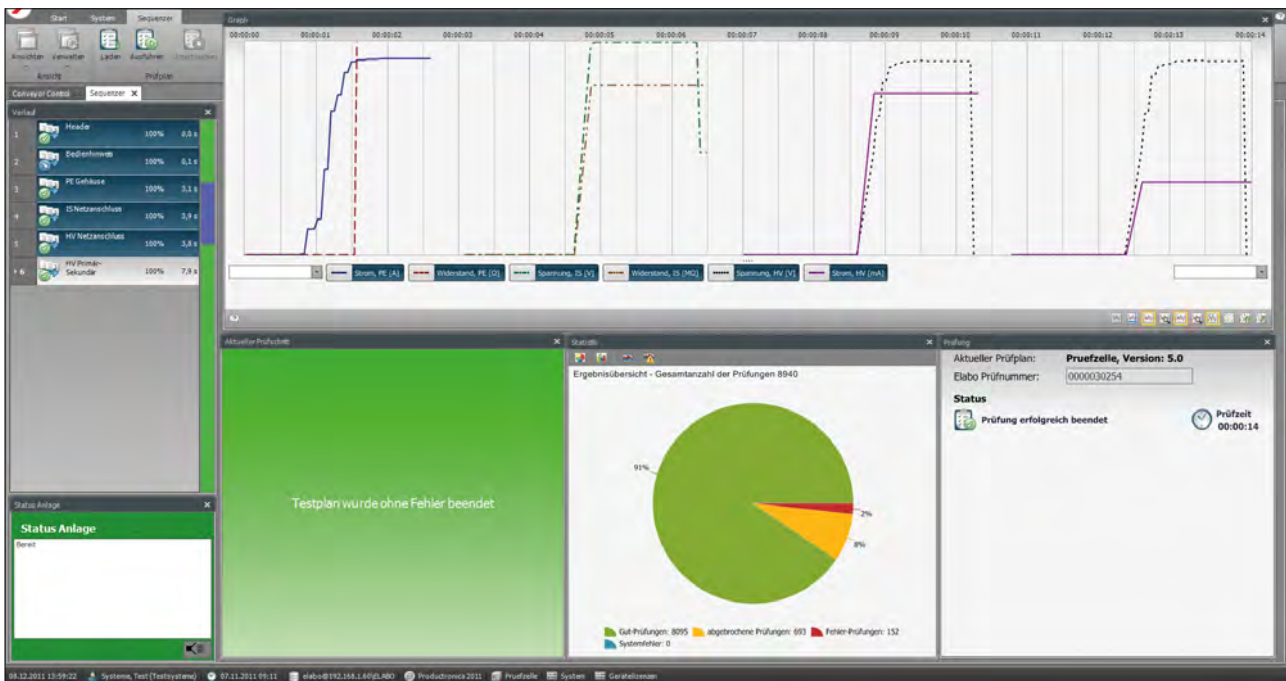 Start System Sequenzer
Ansichten Verwalten Laden Ausführen
Ansicht Prüfplan
Conveyor Control Sequenzer X
Verlauf
1 Header 100% 0,0 s
2 Bedienhinweis 100% 0,1 s
3 PE Gehäuse 100% 3,1 s
4 IS Netzanschluss 100% 3,9 s
5 HV Netzanschluss 100% 3,8 s
6 HV Primär-
Sekundär 100% 7,9 s
Graph
00:00:00 00:00:01 00:00:02 00:00:03 00:00:04 00:00:05 00:00:06 00:00:07 00:00:08 00:00:09 00:00:10 00:00:11 00:00:12 00:00:13 00:00:14
Strom, PE [A] Widerstand, PE [Ω] Spannung, IS [V] Widerstand, IS [MΩ] Spannung, HV [V] Strom, HV [mA]
Aktueller Prüfschritt
Testplan wurde ohne Fehler beendet
Statistik
Ergebnisübersicht - Gesamtanzahl der Prüfungen 8940
91%
2%
8%
Gut-Prüfungen: 8095 abgebrochene Prüfungen: 693 Fehler-Prüfungen: 152
Systemfehler: 0
Prüfung
Aktueller Prüfplan: Pruefzelle, Version: 5.0
Elabo Prüfnummer: 0000030254
Status
Prüfung erfolgreich beendet
Prüfzeit
00:00:14
Status Anlage
Status Anlage
Bereit
08.12.2011 13:59:22 Systeme, Test (Testsysteme) 07.11.2011 09:11 elabo@192.168.1.60\ELABO Productronica 2011 Pruefzelle System Gerätelizenzen